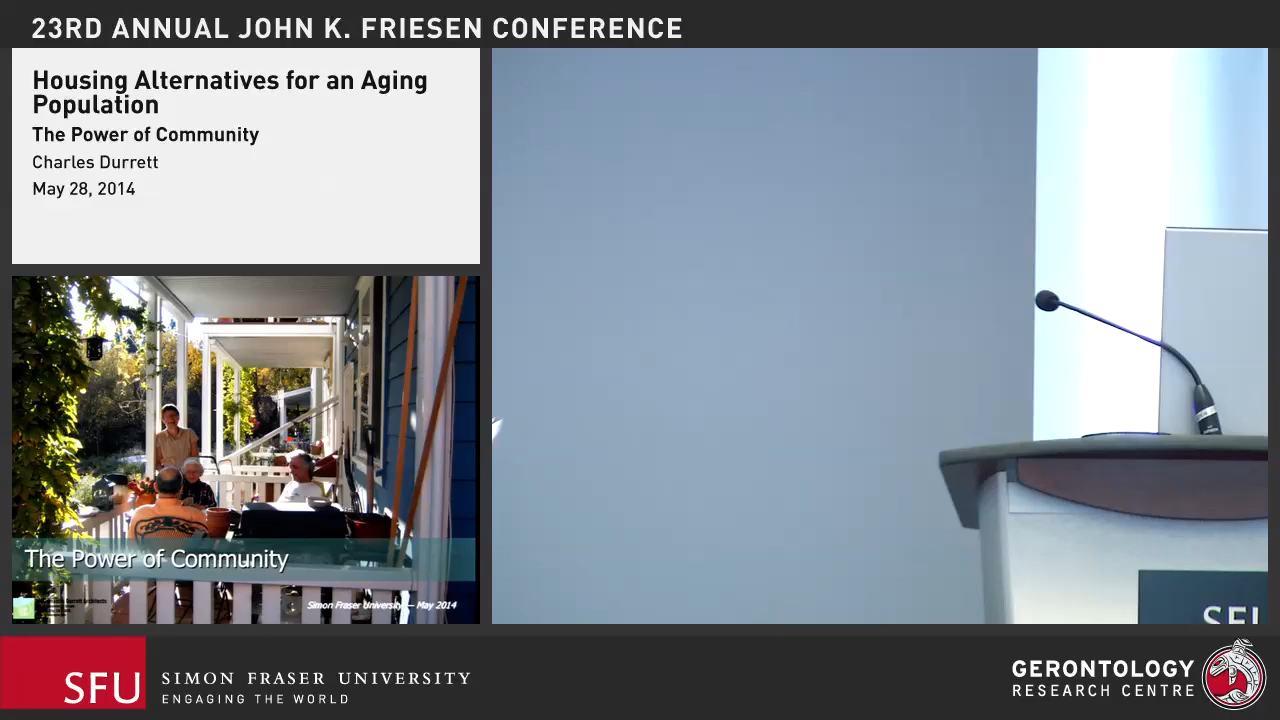 23RD ANNUAL JOHN K. FRIESEN CONFERENCE
Housing Alternatives for an Aging
Population
The Power of Community
Charles Durrett
May 28, 2014
The Power of Community
Simon Fraser University — May 2014
SFU
SFU
SIMON FRASER UNIVERSITY
ENGAGING THE WORLD
GERONTOLOGY
RESEARCH CENTRE